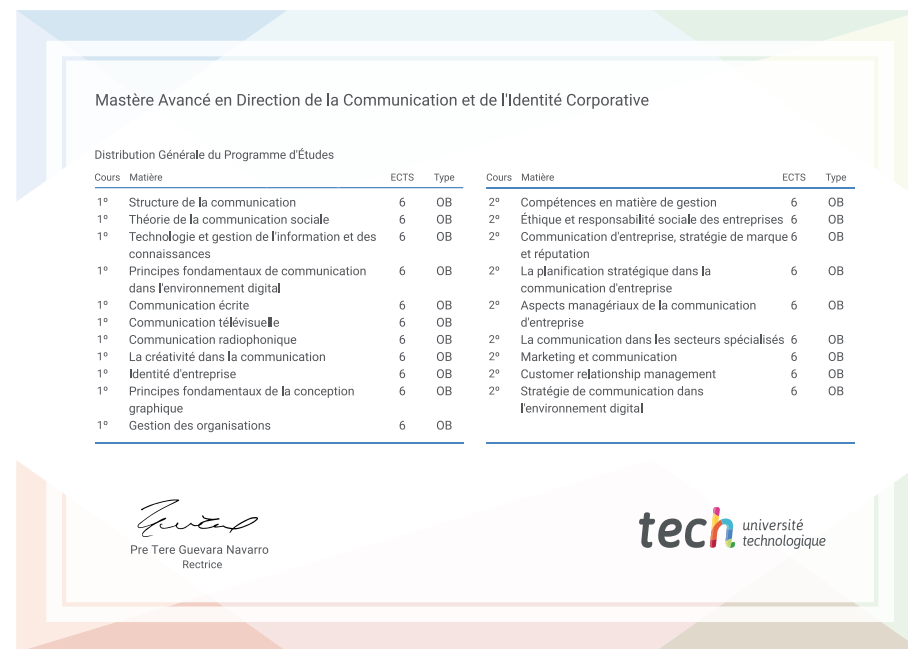 Mastère Avancé en Direction de la Communication et de l'Identité Corporative
Distribution Générale du Programme d'Études
Cours Matière ECTS Type
1º Structure de la communication 6 OB
1º Théorie de la communication sociale 6 OB
1º Technologie et gestion de l'information et des 6 OB
connaissances
1º Principes fondamentaux de communication 6 OB
dans l'environnement digital
1º Communication écrite 6 OB
1º Communication télévisuelle 6 OB
1º Communication radiophonique 6 OB
1º La créativité dans la communication 6 OB
1º Identité d'entreprise 6 OB
1º Principes fondamentaux de la conception 6 OB
graphique
1º Gestion des organisations 6 OB
Cours Matière ECTS Type
2º Compétences en matière de gestion 6 OB
2º Éthique et responsabilité sociale des entreprises 6 OB
2º Communication d'entreprise, stratégie de marque 6 OB
et réputation
2º La planification stratégique dans la 6 OB
communication d'entreprise
2º Aspects managériaux de la communication 6 OB
d'entreprise
2º La communication dans les secteurs spécialisés 6 OB
2º Marketing et communication 6 OB
2º Customer relationship management 6 OB
2º Stratégie de communication dans 6 OB
l'environnement digital
Pre Tere Guevara Navarro
Rectrice
tech université
technologique